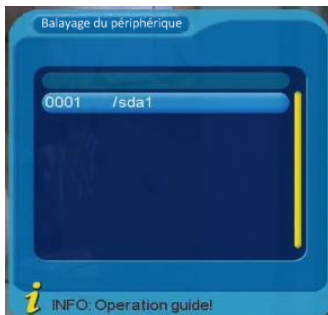 Balayage du périphérique
0001 /sda1
INFO: Operation guide!